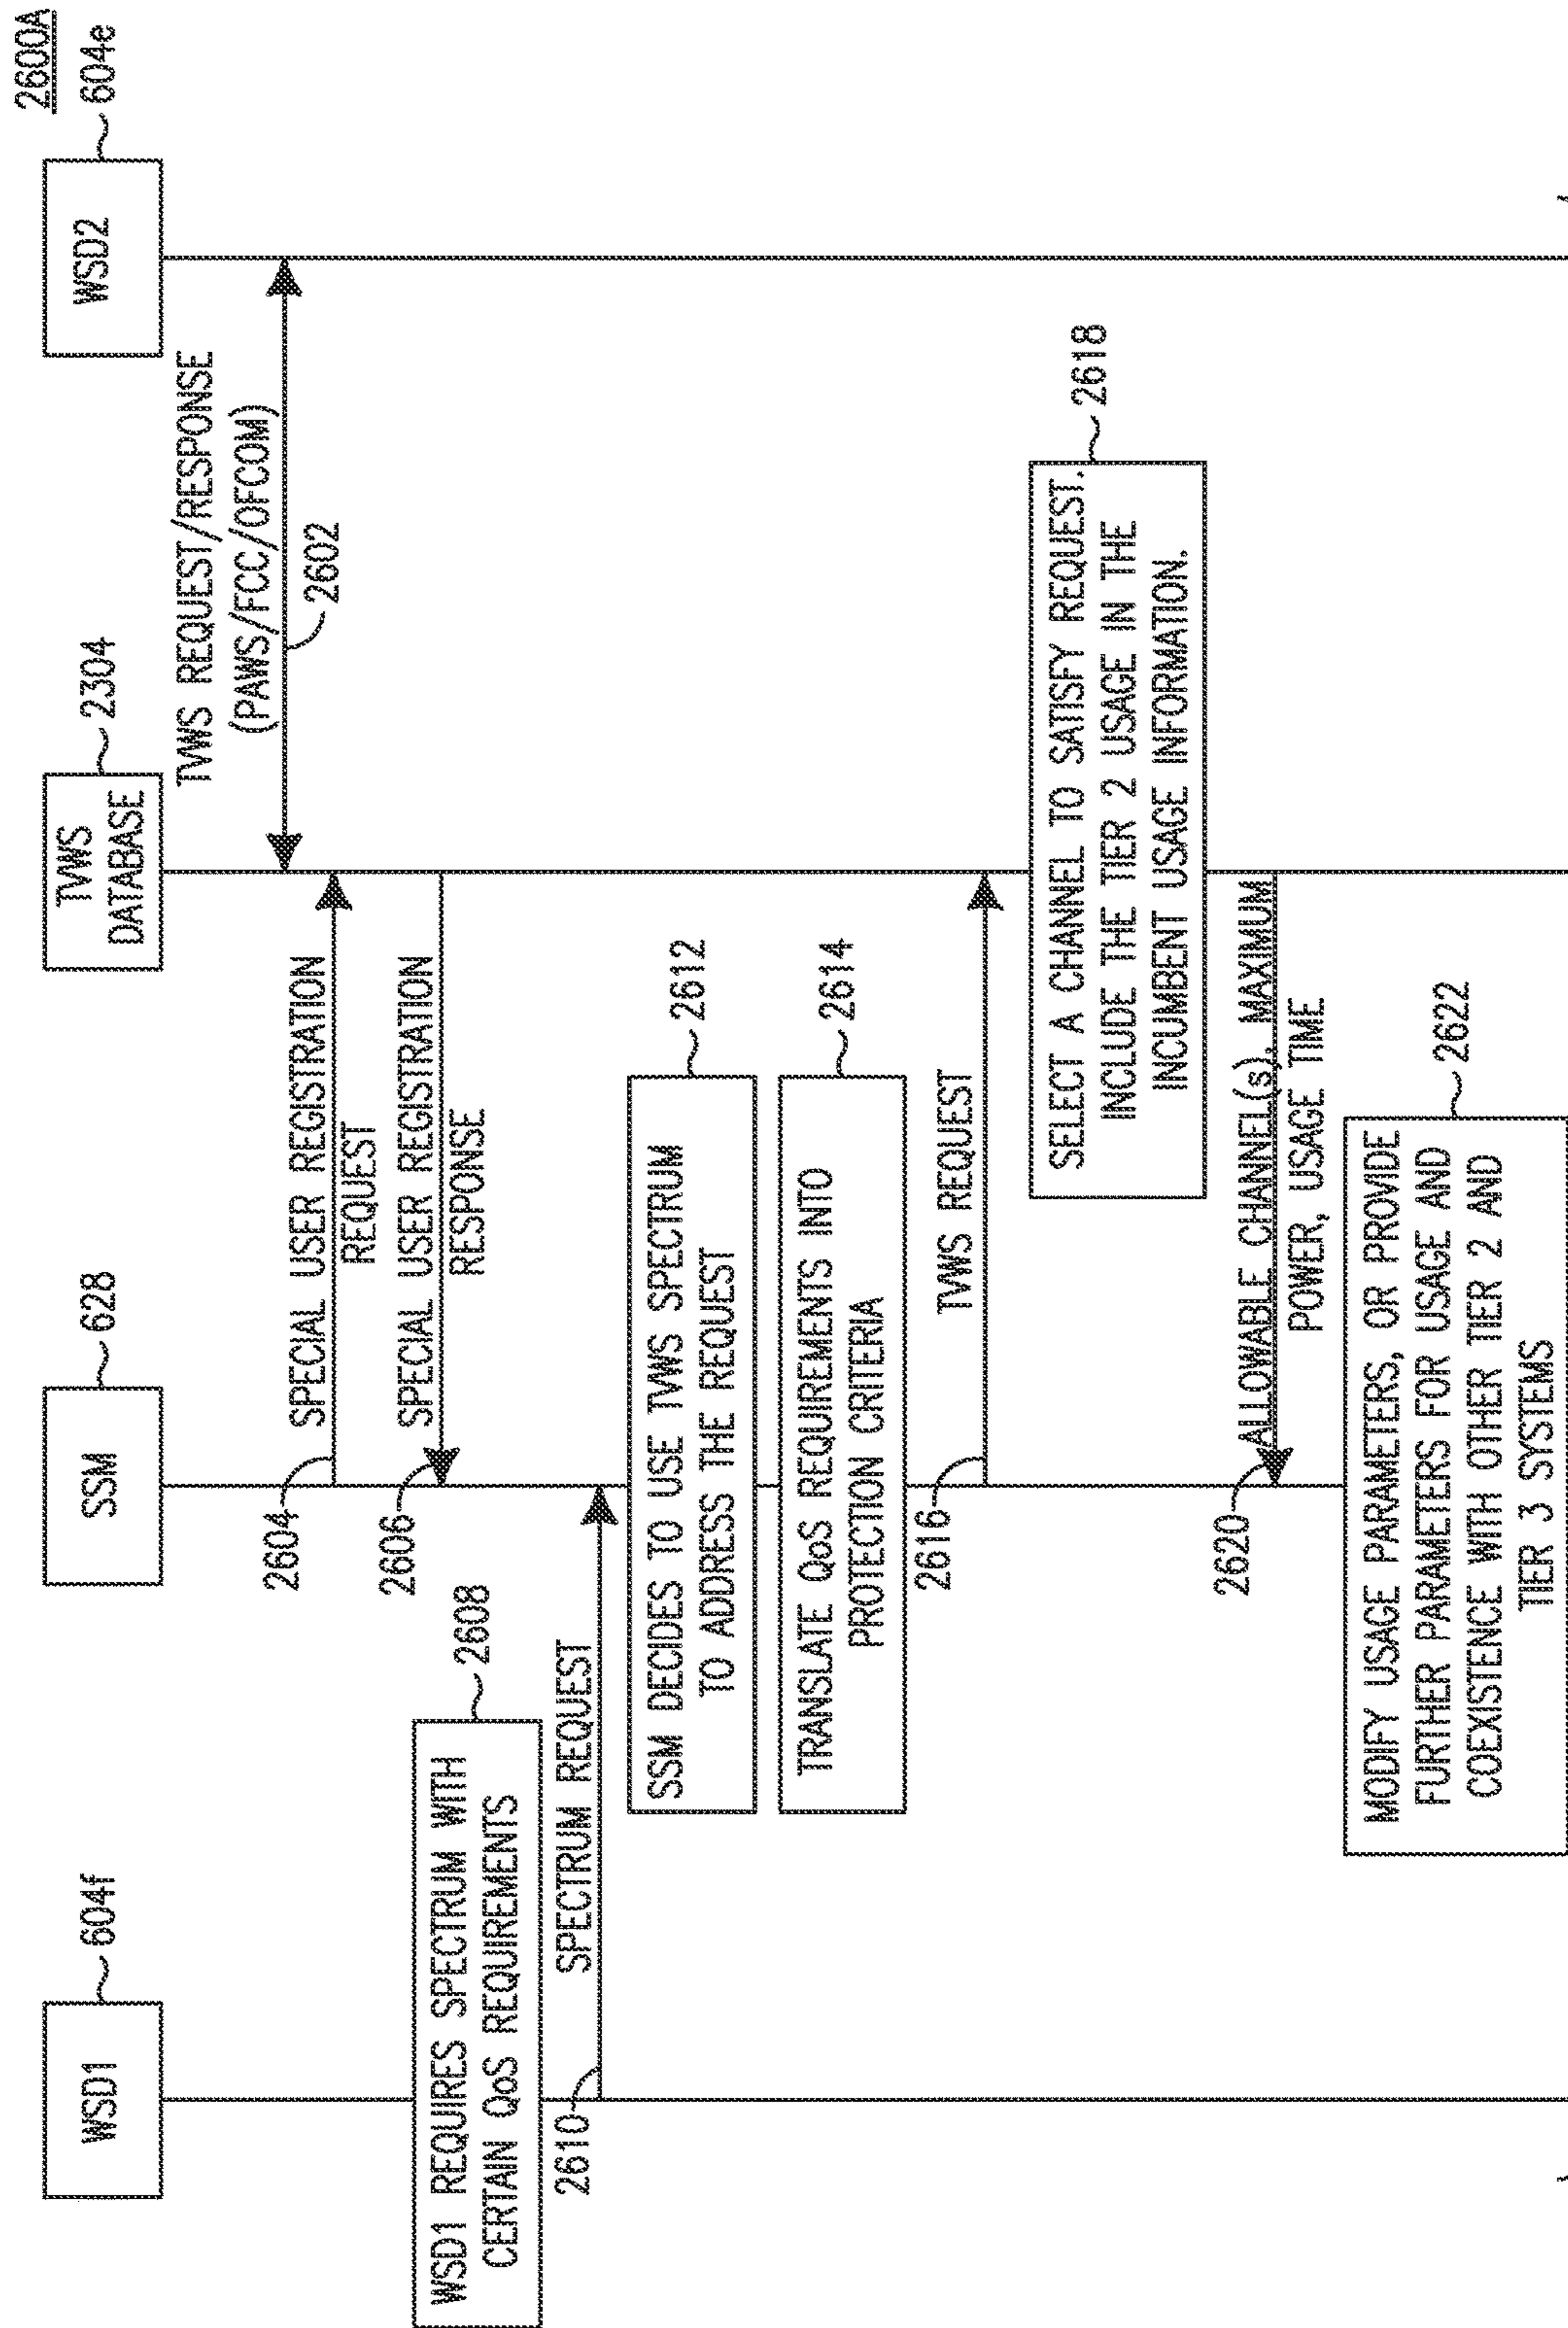 2600A
WSD1
604f
SSM
628
TVWS
DATABASE
2304
WSD2
604e
TVWS REQUEST/RESPONSE
(PAWS/FCC/OFCOM)
2602
2604
SPECIAL USER REGISTRATION
REQUEST
2606
SPECIAL USER REGISTRATION
RESPONSE
WSD1 REQUIRES SPECTRUM WITH
CERTAIN QoS REQUIREMENTS
2608
2610
SPECTRUM REQUEST
SSM DECIDES TO USE TVWS SPECTRUM
TO ADDRESS THE REQUEST
2612
TRANSLATE QoS REQUIREMENTS INTO
PROTECTION CRITERIA
2614
2616
TVWS REQUEST
SELECT A CHANNEL TO SATISFY REQUEST.
INCLUDE THE TIER 2 USAGE IN THE
INCUMBENT USAGE INFORMATION.
2618
2620
ALLOWABLE CHANNEL(s), MAXIMUM
POWER, USAGE TIME
MODIFY USAGE PARAMETERS, OR PROVIDE
FURTHER PARAMETERS FOR USAGE AND
COEXISTENCE WITH OTHER TIER 2 AND
TIER 3 SYSTEMS
2622